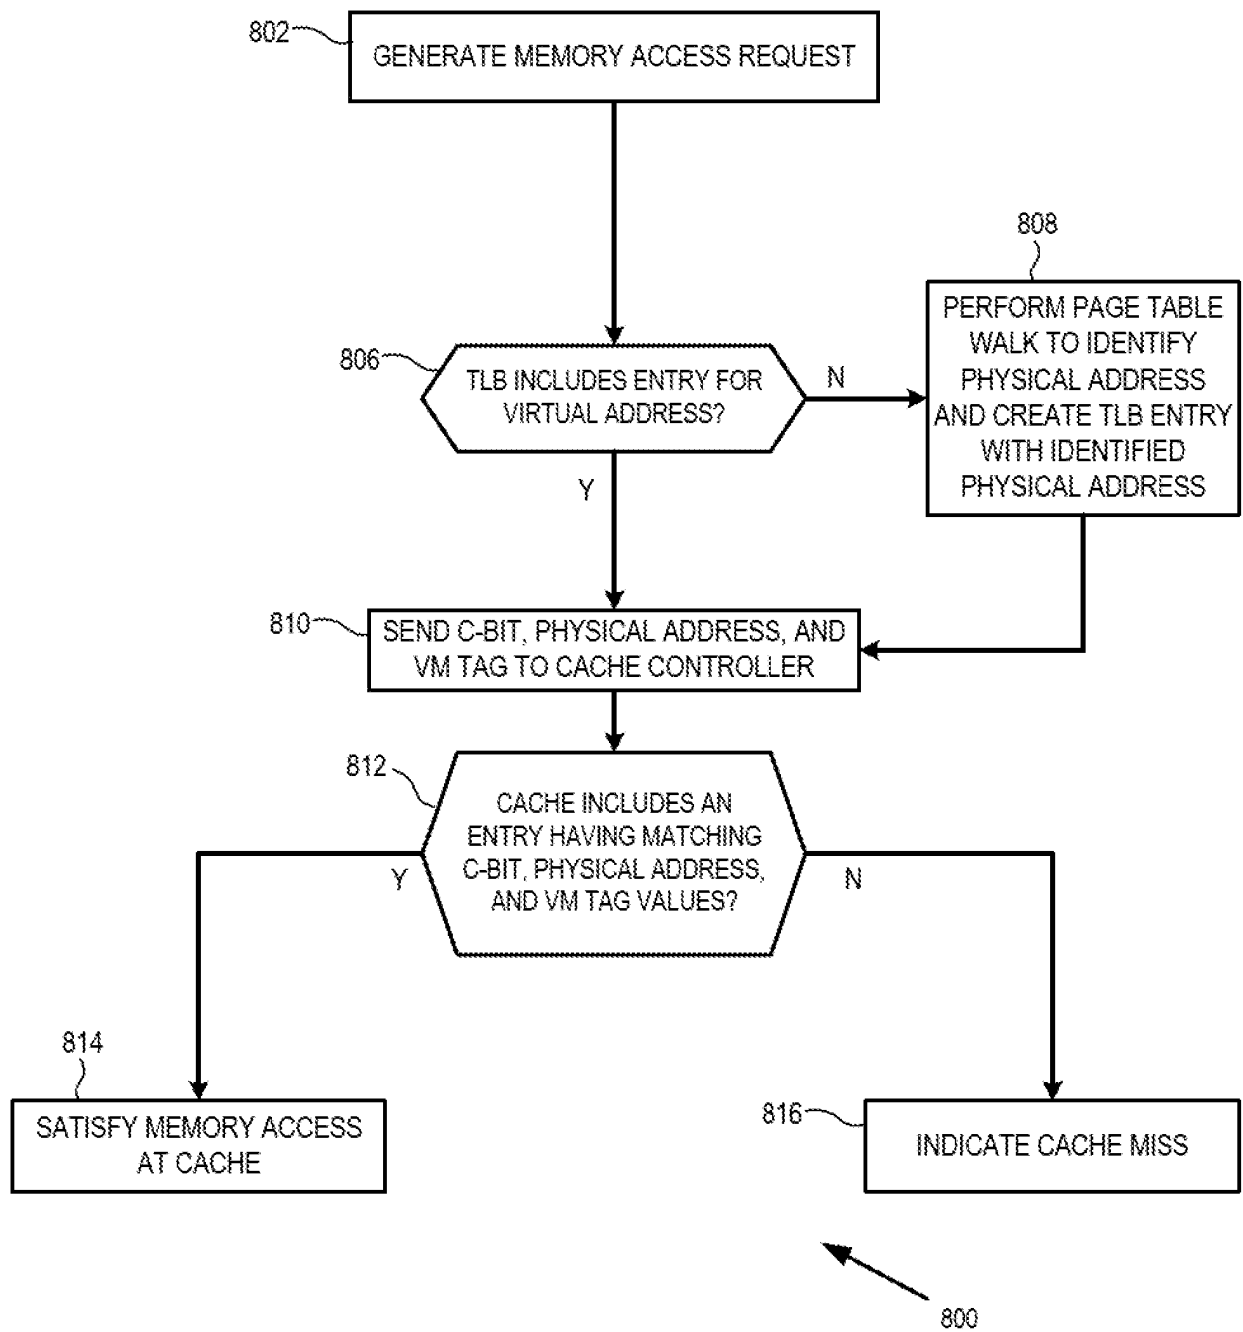 802
GENERATE MEMORY ACCESS REQUEST
808
PERFORM PAGE TABLE
WALK TO IDENTIFY
PHYSICAL ADDRESS
AND CREATE TLB ENTRY
WITH IDENTIFIED
PHYSICAL ADDRESS
806
TLB INCLUDES ENTRY FOR
VIRTUAL ADDRESS?
N
Y
810
SEND C-BIT, PHYSICAL ADDRESS, AND
VM TAG TO CACHE CONTROLLER
812
CACHE INCLUDES AN
ENTRY HAVING MATCHING
C-BIT, PHYSICAL ADDRESS,
AND VM TAG VALUES?
Y
N
814
SATISFY MEMORY ACCESS
AT CACHE
816
INDICATE CACHE MISS
800